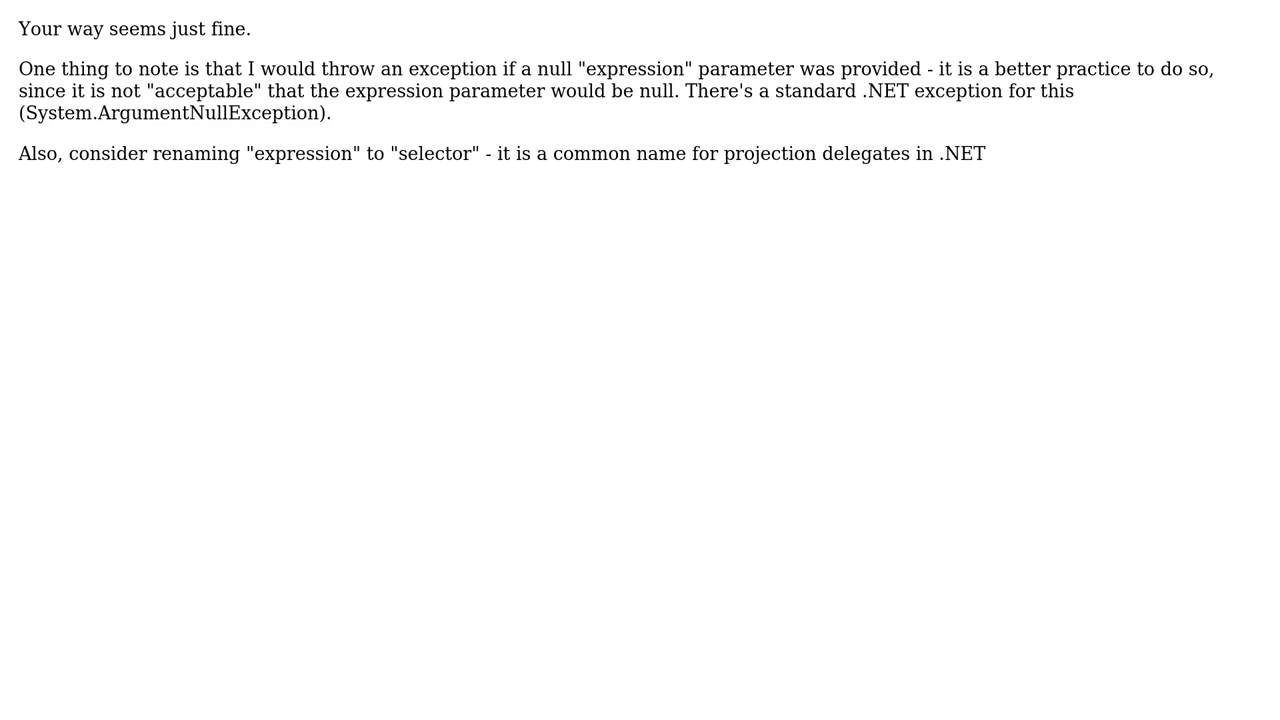 Your way seems just fine.
One thing to note is that I would throw an exception if a null "expression" parameter was provided - it is a better practice to do so,
since it is not "acceptable" that the expression parameter would be null. There's a standard .NET exception for this
(System.ArgumentNullException).
Also, consider renaming "expression" to "selector" - it is a common name for projection delegates in .NET